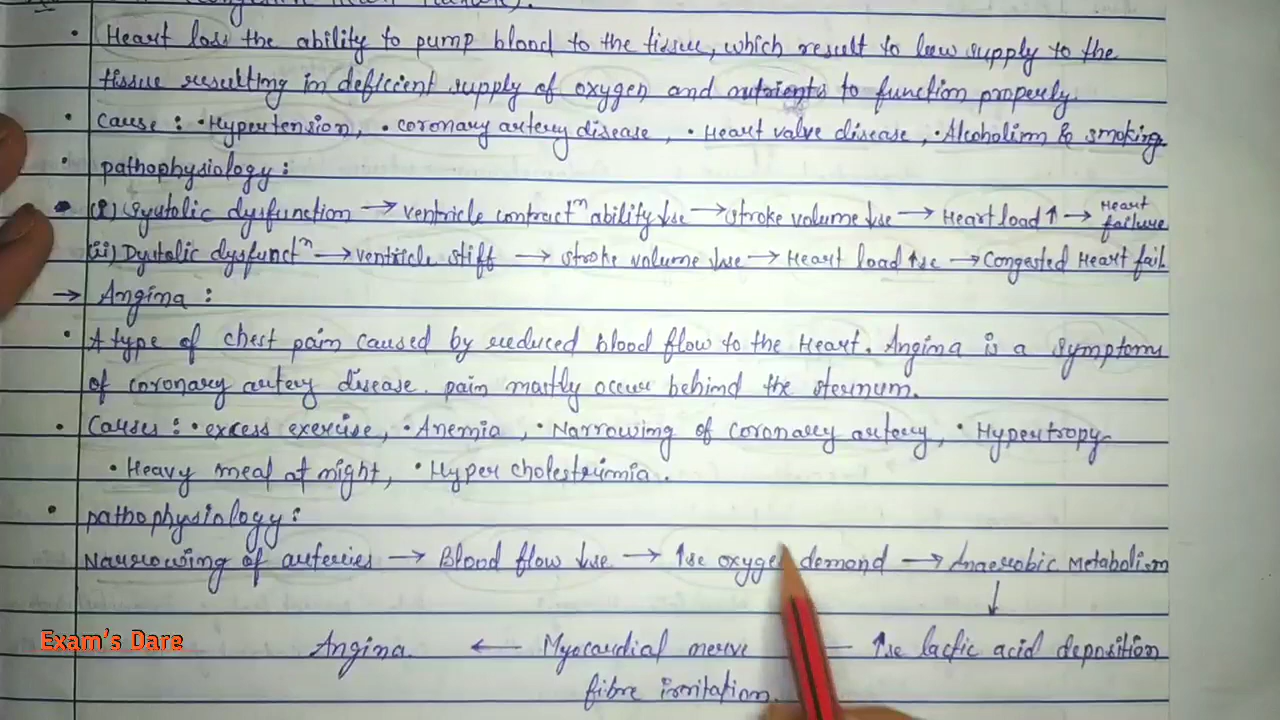 • Heart loss the ability to pump blood to the tissue, which result to low supply to the
tissue resulting in deficient supply of oxygen and nutrients to function properly.
• Cause : • Hypertension, • coronary artery disease, • Heart valve disease, • Alcoholism & smoking
• pathophysiology :
(i) Systolic dysfunction → ventricle contractⁿ ability ↓se → stroke volume ↓se → Heart load ↑ → Heart failure
(ii) Dystolic dysfunctⁿ → ventricle stiff → stroke volume ↓se → Heart load ↑se → Congested Heart fail
→ Angina :
• A type of chest pain caused by reduced blood flow to the Heart. Angina is a symptoms
of coronary artery disease. pain mostly occur behind the sternum.
• Causes : • excess exercise, • Anemia, • Narrowing of coronary artery, • Hypertropy
• Heavy meal at night, • Hyper cholestrimia.
• pathophysiology :
Narrowing of arteries → Blood flow ↓se → ↑se oxygen demand → Anaerobic Metabolism
↓
Angina ← Myocardial nerve ← ↑se lactic acid deposition
fibre irritation.
Exam's Dare